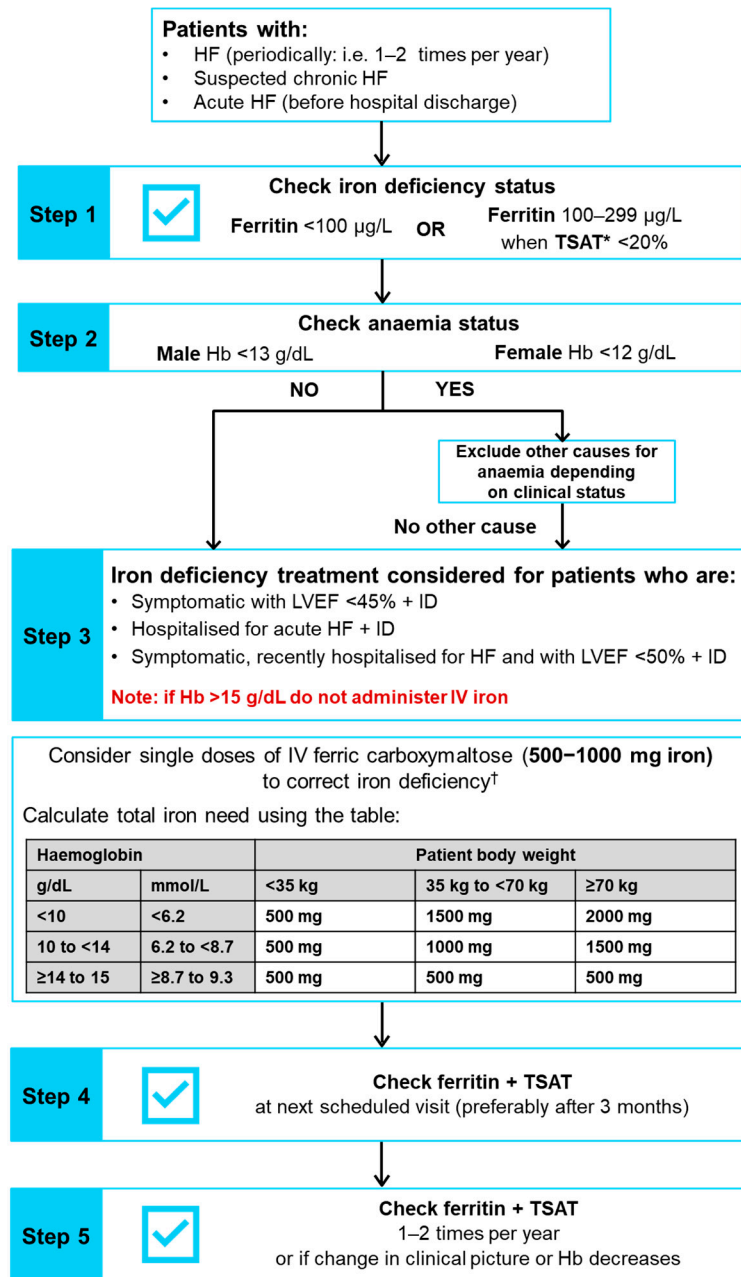 Patients with:
• HF (periodically: i.e. 1–2 times per year)
• Suspected chronic HF
• Acute HF (before hospital discharge)
Step 1
Check iron deficiency status
Ferritin <100 µg/L OR Ferritin 100–299 µg/L
when TSAT* <20%
Step 2
Check anaemia status
Male Hb <13 g/dL Female Hb <12 g/dL
NO YES
Exclude other causes for
anaemia depending
on clinical status
No other cause
Step 3
Iron deficiency treatment considered for patients who are:
• Symptomatic with LVEF <45% + ID
• Hospitalised for acute HF + ID
• Symptomatic, recently hospitalised for HF and with LVEF <50% + ID
Note: if Hb >15 g/dL do not administer IV iron
Consider single doses of IV ferric carboxymaltose (500–1000 mg iron)
to correct iron deficiency†
Calculate total iron need using the table:
Haemoglobin Patient body weight
g/dL mmol/L <35 kg 35 kg to <70 kg ≥70 kg
<10 <6.2 500 mg 1500 mg 2000 mg
10 to <14 6.2 to <8.7 500 mg 1000 mg 1500 mg
≥14 to 15 ≥8.7 to 9.3 500 mg 500 mg 500 mg
Step 4
Check ferritin + TSAT
at next scheduled visit (preferably after 3 months)
Step 5
Check ferritin + TSAT
1–2 times per year
or if change in clinical picture or Hb decreases